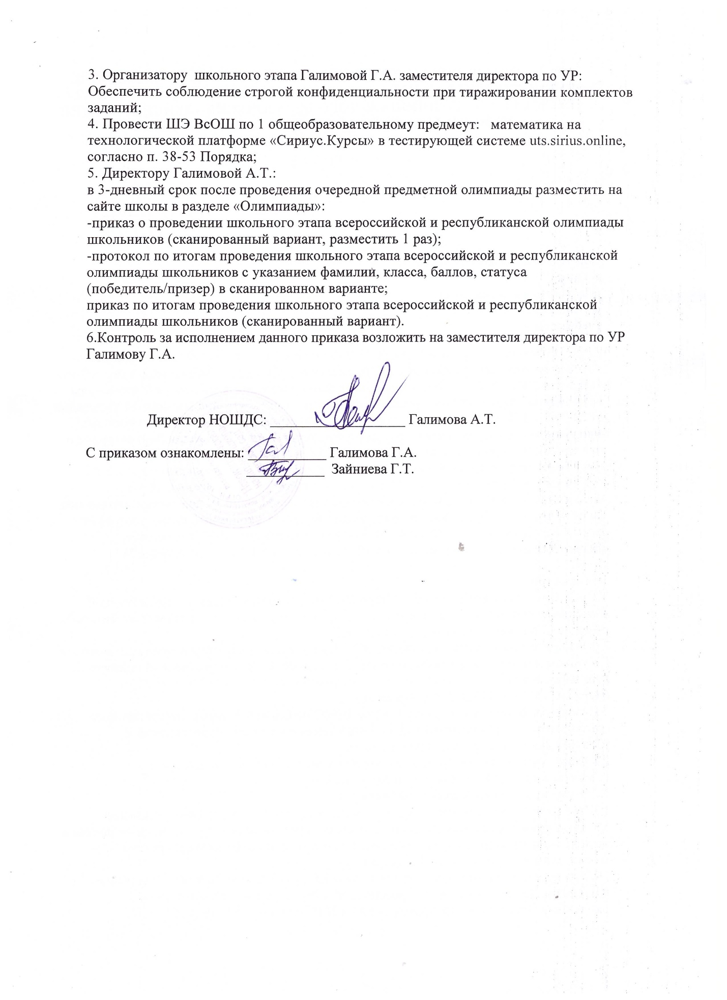 3. Организатору школьного этапа Галимовой Г.А. заместителя директора по УР:
Обеспечить соблюдение строгой конфиденциальности при тиражировании комплектов
заданий;
4. Провести ШЭ ВсОШ по 1 общеобразовательному предмеут: математика на
технологической платформе «Сириус.Курсы» в тестирующей системе uts.sirius.online,
согласно п. 38-53 Порядка;
5. Директору Галимовой А.Т.:
в 3-дневный срок после проведения очередной предметной олимпиады разместить на
сайте школы в разделе «Олимпиады»:
-приказ о проведении школьного этапа всероссийской и республиканской олимпиады
школьников (сканированный вариант, разместить 1 раз);
-протокол по итогам проведения школьного этапа всероссийской и республиканской
олимпиады школьников с указанием фамилий, класса, баллов, статуса
(победитель/призер) в сканированном варианте;
приказ по итогам проведения школьного этапа всероссийской и республиканской
олимпиады школьников (сканированный вариант).
6.Контроль за исполнением данного приказа возложить на заместителя директора по УР
Галимову Г.А.
Директор НОШДС: ___________________ Галимова А.Т.
С приказом ознакомлены: ___________ Галимова Г.А.
___________ Зайниева Г.Т.